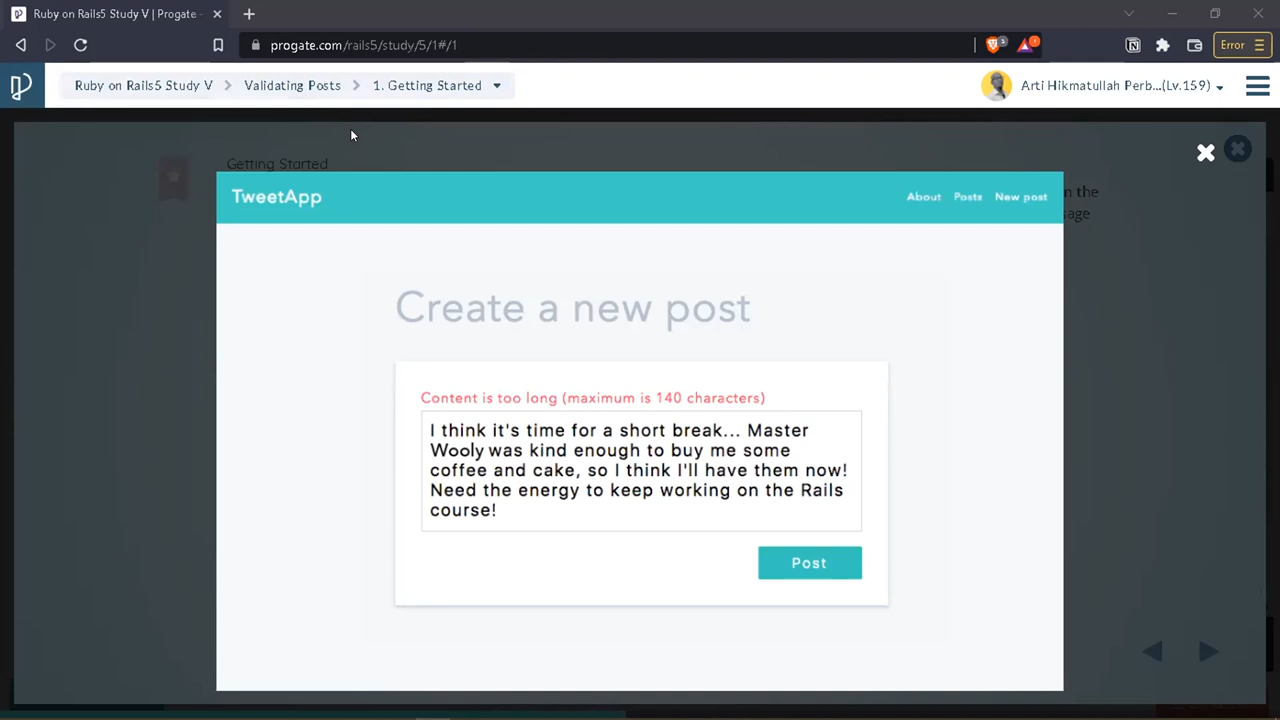 Ruby on Rails5 Study V | Progate -
progate.com/rails5/study/5/1#/1
Error
Ruby on Rails5 Study V
Validating Posts
1. Getting Started
Arti Hikmatullah Perb...(Lv.159)
Getting Started
n the
sage
TweetApp
About
Posts
New post
Create a new post
Content is too long (maximum is 140 characters)
I think it's time for a short break... Master
Wooly was kind enough to buy me some
coffee and cake, so I think I'll have them now!
Need the energy to keep working on the Rails
course!
Post